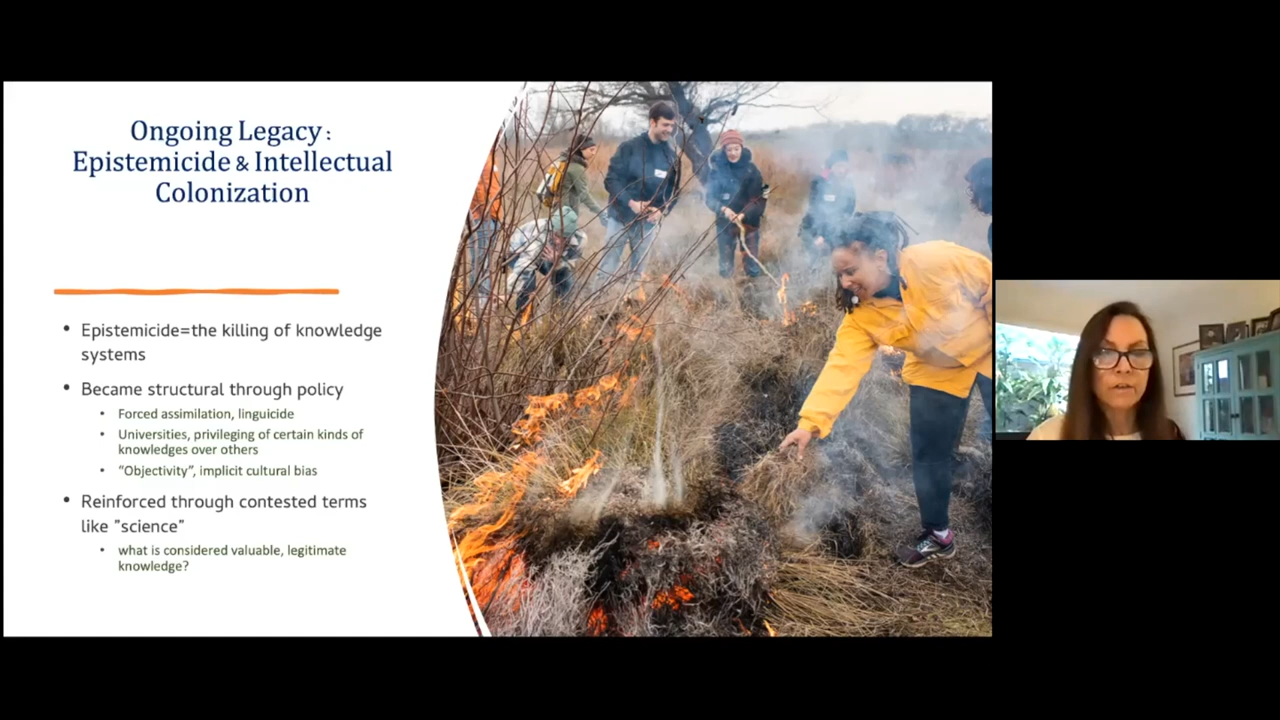 Ongoing Legacy:
Epistemicide & Intellectual
Colonization
• Epistemicide=the killing of knowledge
systems
• Became structural through policy
• Forced assimilation, linguicide
• Universities, privileging of certain kinds of
knowledges over others
• “Objectivity”, implicit cultural bias
• Reinforced through contested terms
like ”science”
• what is considered valuable, legitimate
knowledge?